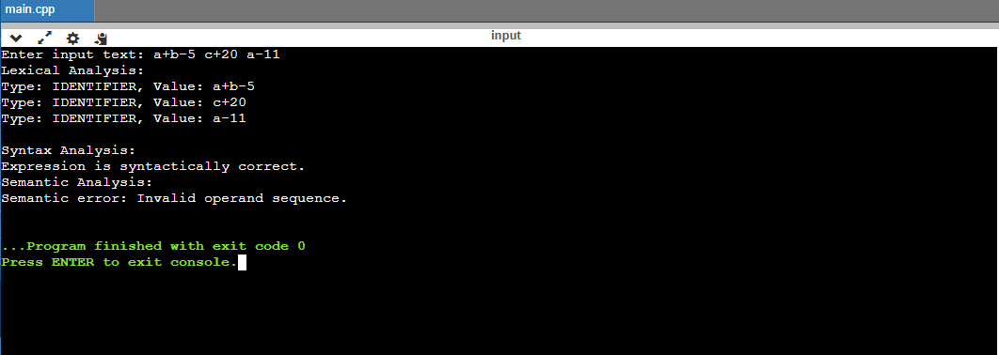 main.cpp
input
Enter input text: a+b-5 c+20 a-11
Lexical Analysis:
Type: IDENTIFIER, Value: a+b-5
Type: IDENTIFIER, Value: c+20
Type: IDENTIFIER, Value: a-11
Syntax Analysis:
Expression is syntactically correct.
Semantic Analysis:
Semantic error: Invalid operand sequence.
...Program finished with exit code 0
Press ENTER to exit console.